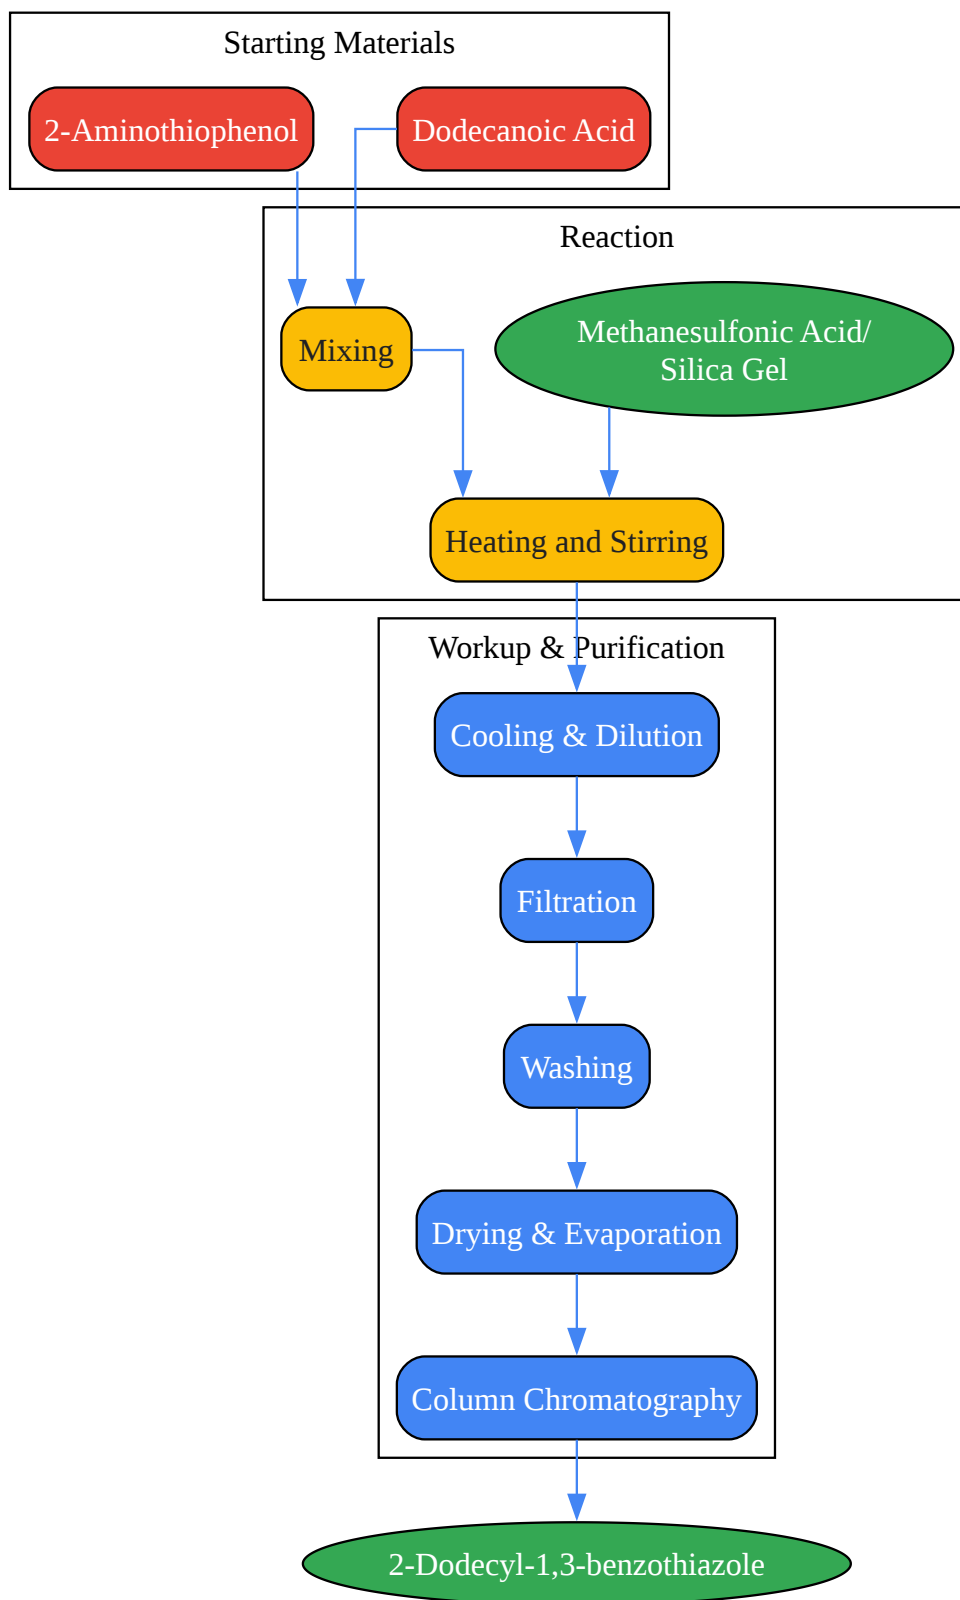 Starting Materials
2-Aminothiophenol
Dodecanoic Acid
Reaction
Methanesulfonic Acid/
Silica Gel
Mixing
Heating and Stirring
Workup & Purification
Cooling & Dilution
Filtration
Washing
Drying & Evaporation
Column Chromatography
2-Dodecyl-1,3-benzothiazole